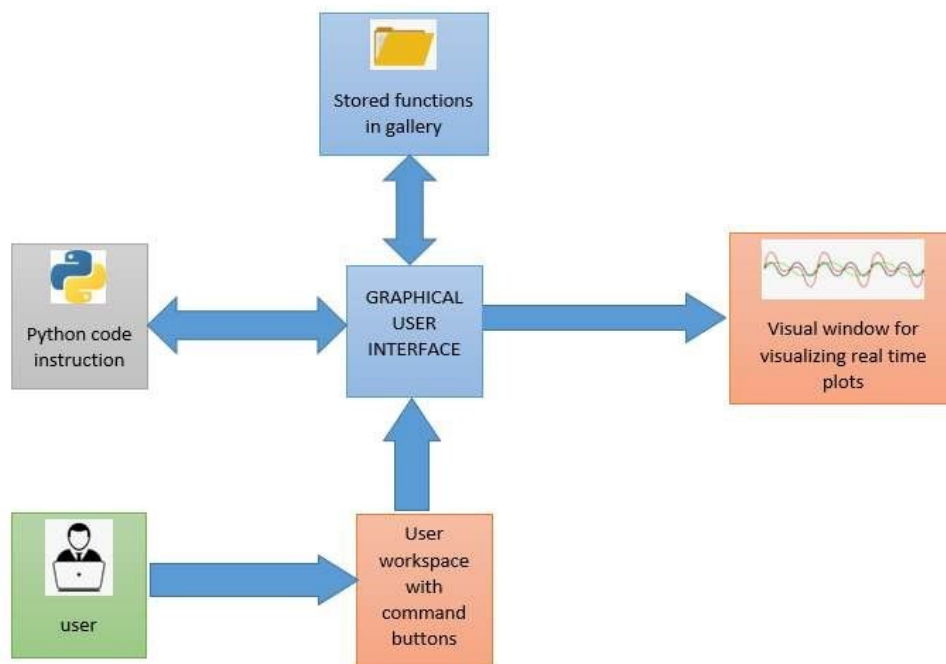 Stored functions
in gallery
Python code
instruction
GRAPHICAL
USER
INTERFACE
Visual window for
visualizing real time
plots
user
User
workspace
with
command
buttons